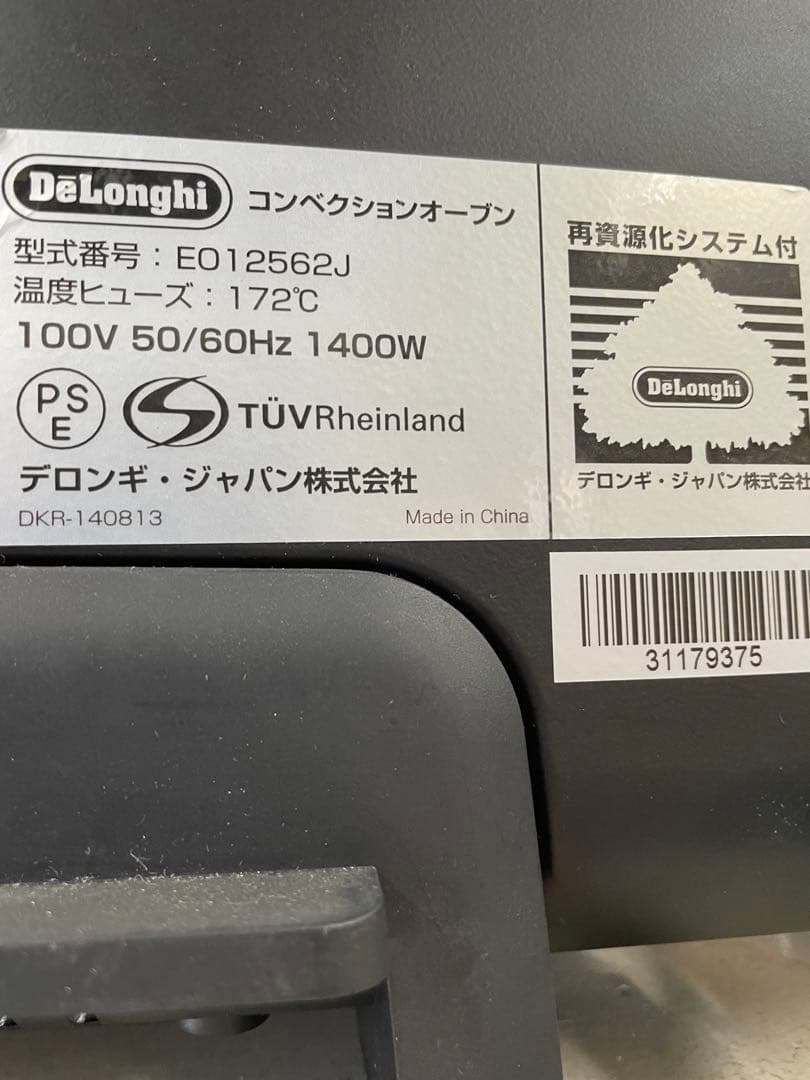 DeLonghi コンベクションオーブン
型式番号：EO12562J
温度ヒューズ：172℃
100V 50/60Hz 1400W
PSE TÜVRheinland
デロンギ・ジャパン株式会社
DKR-140813 Made in China
再資源化システム付
DeLonghi
デロンギ・ジャパン株式会社
31179375